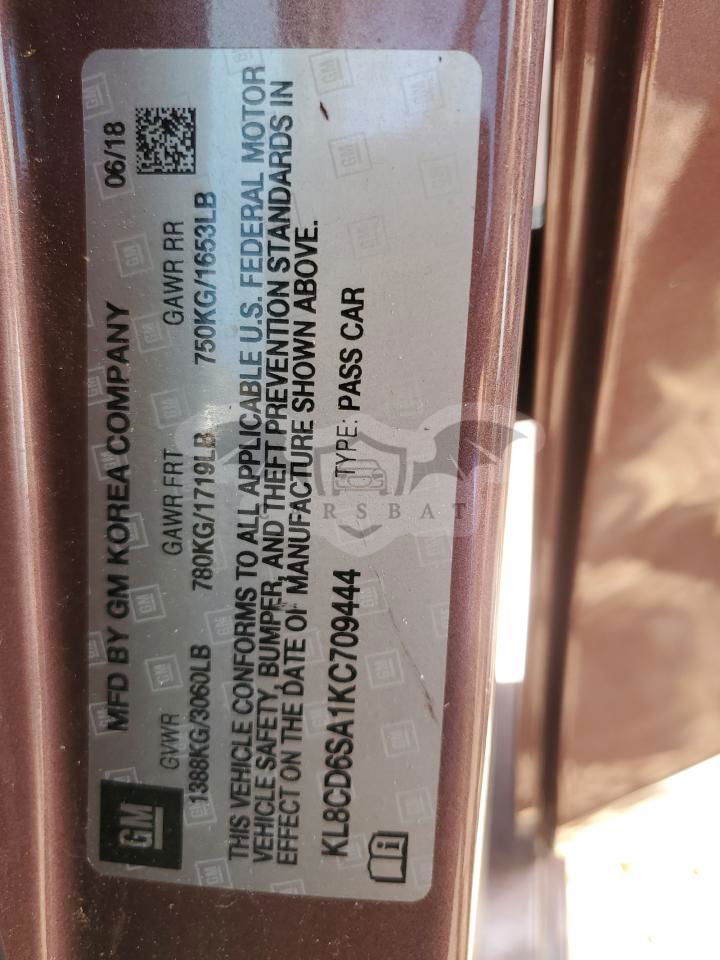 GM
MFD BY GM KOREA COMPANY 06/18
GVWR GAWR FRT GAWR RR
1388KG/3060LB 780KG/1719LB 750KG/1653LB
THIS VEHICLE CONFORMS TO ALL APPLICABLE U.S. FEDERAL MOTOR
VEHICLE SAFETY, BUMPER, AND THEFT PREVENTION STANDARDS IN
EFFECT ON THE DATE OF MANUFACTURE SHOWN ABOVE.
KL8CD6SA1KC709444 TYPE: PASS CAR